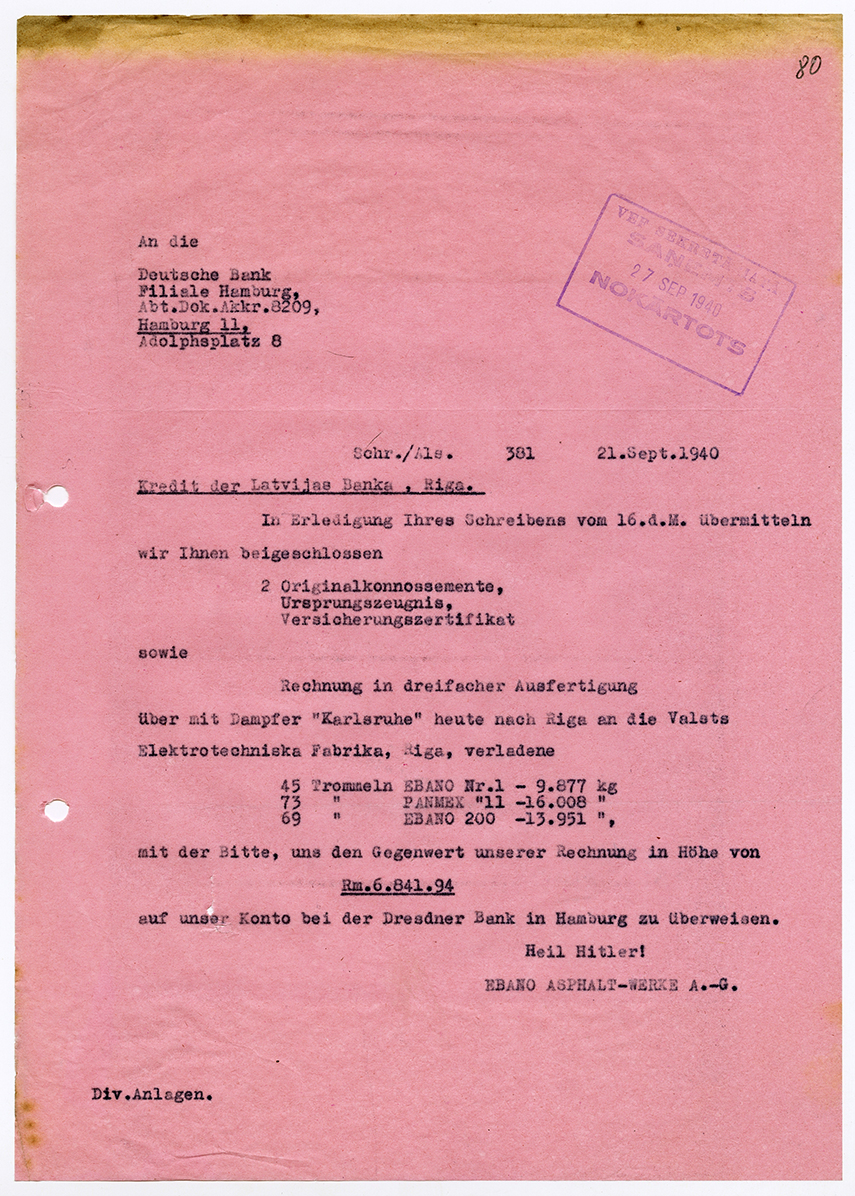 80
VEF
27 SEP 1940
NOKARTOTS
An die
Deutsche Bank
Filiale Hamburg,
Abt.Dok.Akkr.8209,
Hamburg 11,
Adolphsplatz 8
Schr./Als. 381 21.Sept.1940
Kredit der Latvijas Banka , Riga.
In Erledigung Ihres Schreibens vom 16.d.M. übermitteln
wir Ihnen beigeschlossen
2 Originalkonnossemente,
Ursprungszeugnis,
Versicherungszertifikat
sowie
Rechnung in dreifacher Ausfertigung
über mit Dampfer "Karlsruhe" heute nach Riga an die Valsts
Elektrotechniska Fabrika, Riga, verladene
45 Trommeln EBANO Nr.1 - 9.877 kg
73 " PANMEX "11 -16.008 "
69 " EBANO 200 -13.951 ",
mit der Bitte, uns den Gegenwert unserer Rechnung in Höhe von
Rm.6.841.94
auf unser Konto bei der Dresdner Bank in Hamburg zu überweisen.
Heil Hitler!
EBANO ASPHALT-WERKE A.-G.
Div.Anlagen.